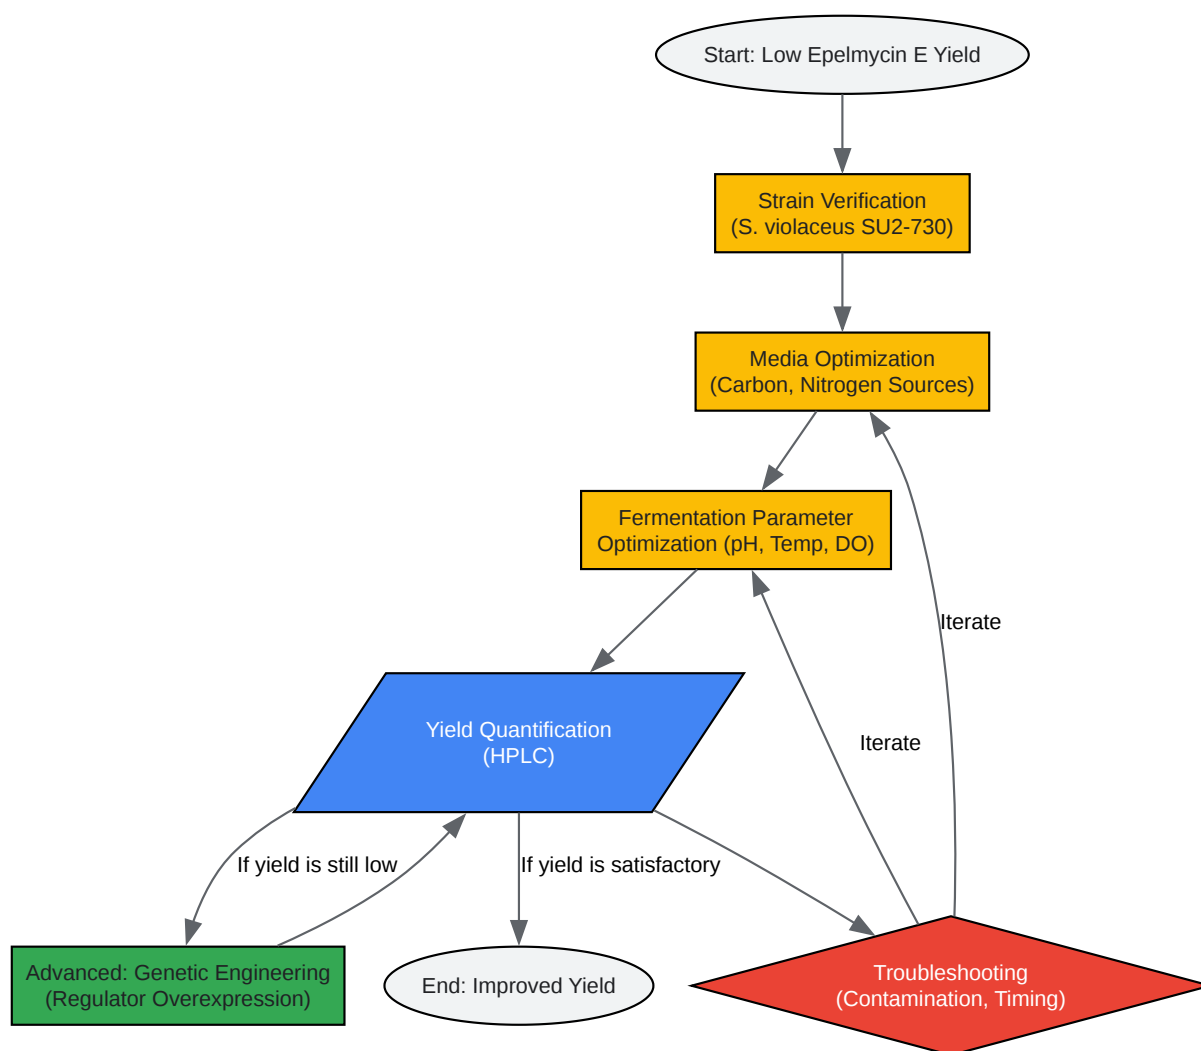 Start: Low Epelmycin E Yield
Strain Verification
(S. violaceus SU2-730)
Media Optimization
(Carbon, Nitrogen Sources)
Fermentation Parameter
Optimization (pH, Temp, DO)
Iterate
Yield Quantification
(HPLC)
Iterate
If yield is still low
If yield is satisfactory
Advanced: Genetic Engineering
(Regulator Overexpression)
End: Improved Yield
Troubleshooting
(Contamination, Timing)